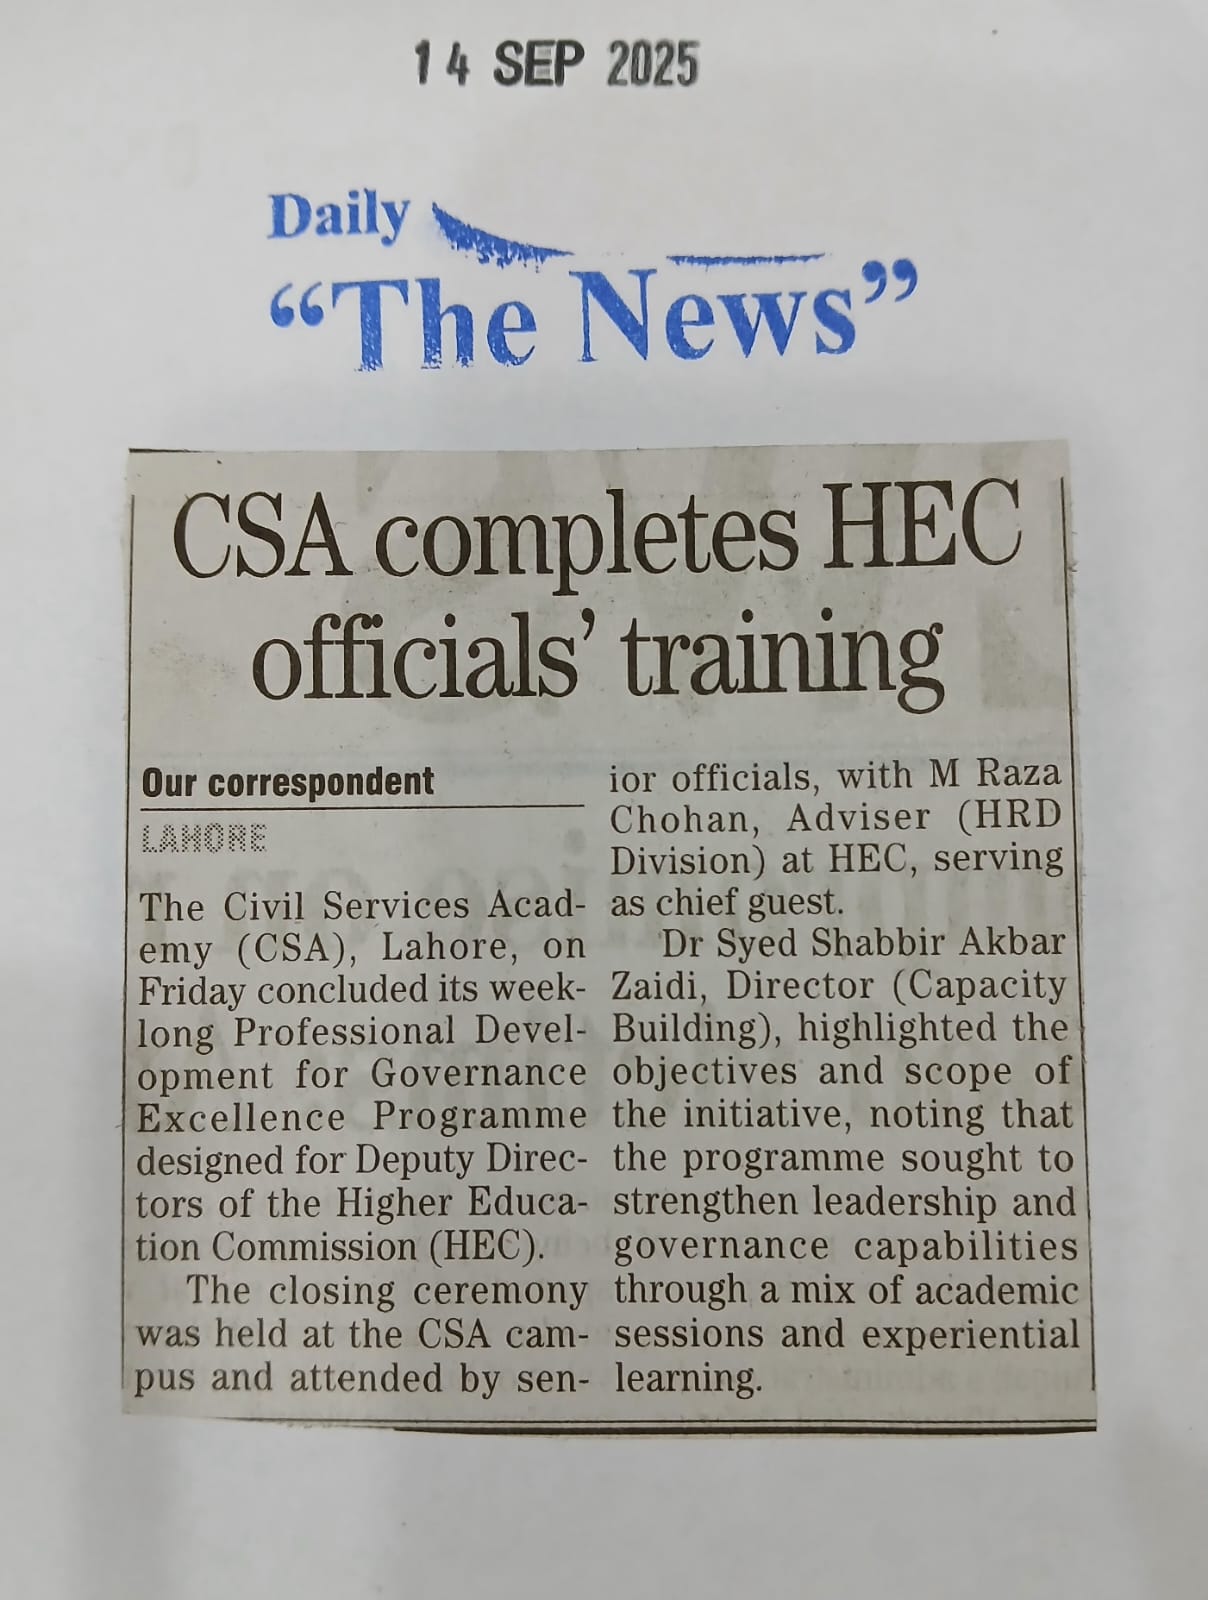 14 SEP 2025
Daily
“The News”
CSA completes HEC
officials’ training
Our correspondent
LAHORE
The Civil Services Acad-
emy (CSA), Lahore, on
Friday concluded its week-
long Professional Devel-
opment for Governance
Excellence Programme
designed for Deputy Direc-
tors of the Higher Educa-
tion Commission (HEC).
The closing ceremony
was held at the CSA cam-
pus and attended by sen-
ior officials, with M Raza
Chohan, Adviser (HRD
Division) at HEC, serving
as chief guest.
Dr Syed Shabbir Akbar
Zaidi, Director (Capacity
Building), highlighted the
objectives and scope of
the initiative, noting that
the programme sought to
strengthen leadership and
governance capabilities
through a mix of academic
sessions and experiential
learning.